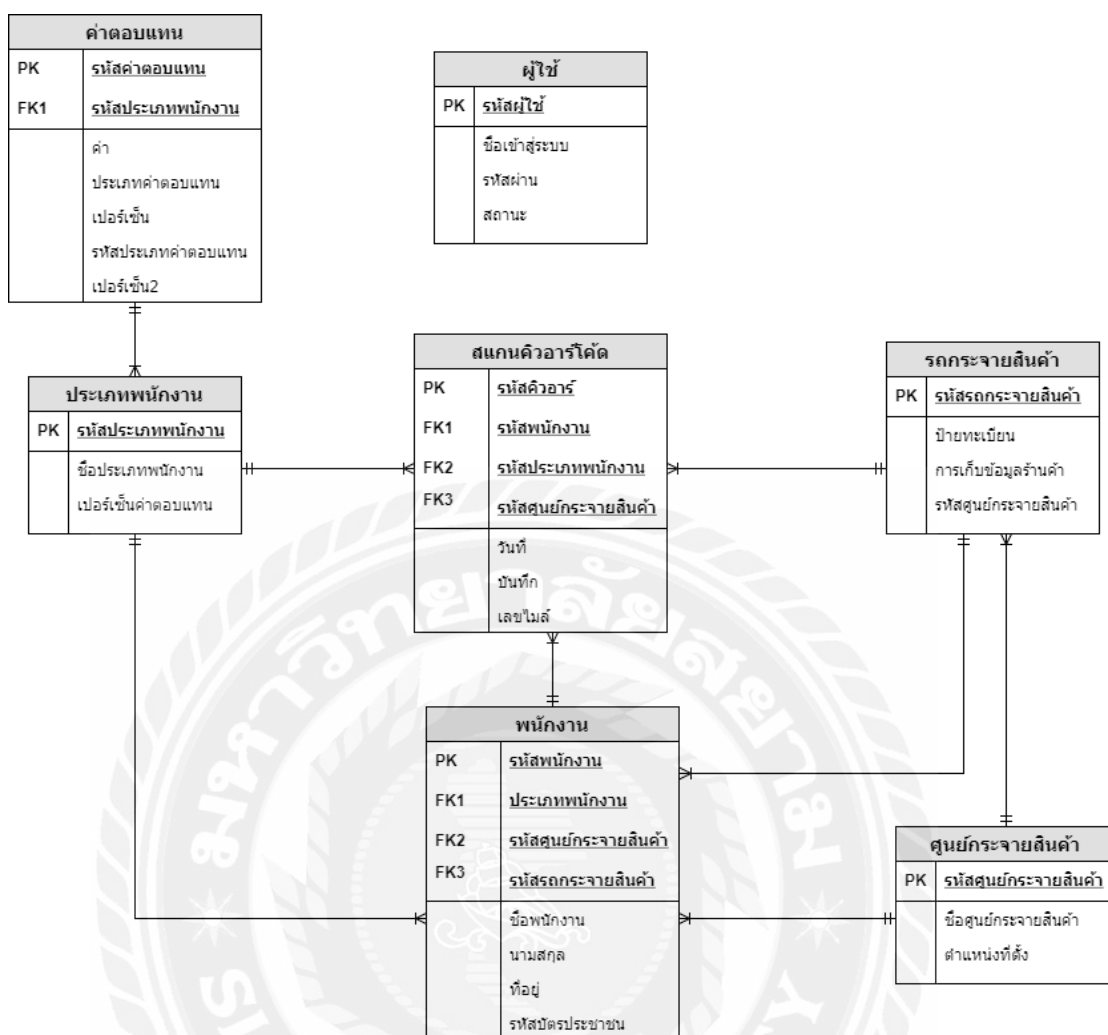 ค่าตอบแทน
PK รหัสค่าตอบแทน
FK1 รหัสประเภทพนักงาน
ค่า
ประเภทค่าตอบแทน
เปอร์เซ็น
รหัสประเภทค่าตอบแทน
เปอร์เซ็น2
ผู้ใช้
PK รหัสผู้ใช้
ชื่อเข้าสู่ระบบ
รหัสผ่าน
สถานะ
ประเภทพนักงาน
PK รหัสประเภทพนักงาน
ชื่อประเภทพนักงาน
เปอร์เซ็นค่าตอบแทน
สแกนคิวอาร์โค้ด
PK รหัสคิวอาร์
FK1 รหัสพนักงาน
FK2 รหัสประเภทพนักงาน
FK3 รหัสศูนย์กระจายสินค้า
วันที่
บันทึก
เลขไมล์
รถกระจายสินค้า
PK รหัสรถกระจายสินค้า
ป้ายทะเบียน
การเก็บข้อมูลร้านค้า
รหัสศูนย์กระจายสินค้า
พนักงาน
PK รหัสพนักงาน
FK1 ประเภทพนักงาน
FK2 รหัสศูนย์กระจายสินค้า
FK3 รหัสรถกระจายสินค้า
ชื่อพนักงาน
นามสกุล
ที่อยู่
รหัสบัตรประชาชน
ศูนย์กระจายสินค้า
PK รหัสศูนย์กระจายสินค้า
ชื่อศูนย์กระจายสินค้า
ตำแหน่งที่ตั้ง
มหาวิทยาลัยสยาม